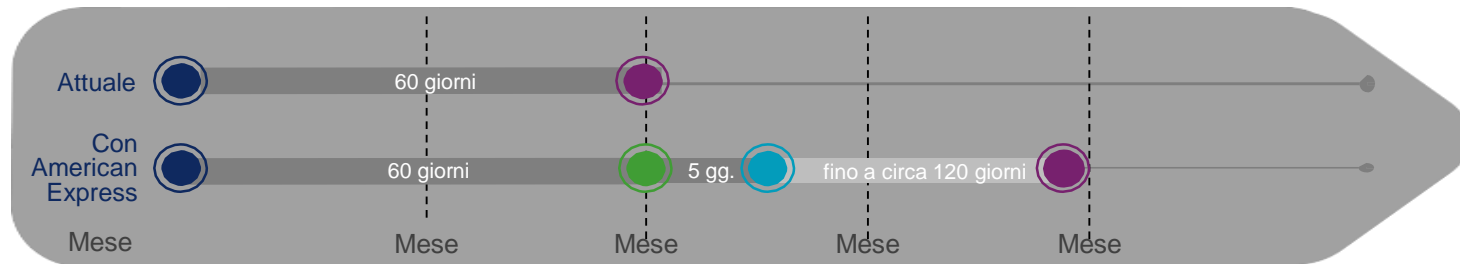 Attuale
60 giorni
Con
American
Express
60 giorni
5 gg.
fino a circa 120 giorni
Mese
Mese
Mese
Mese
Mese